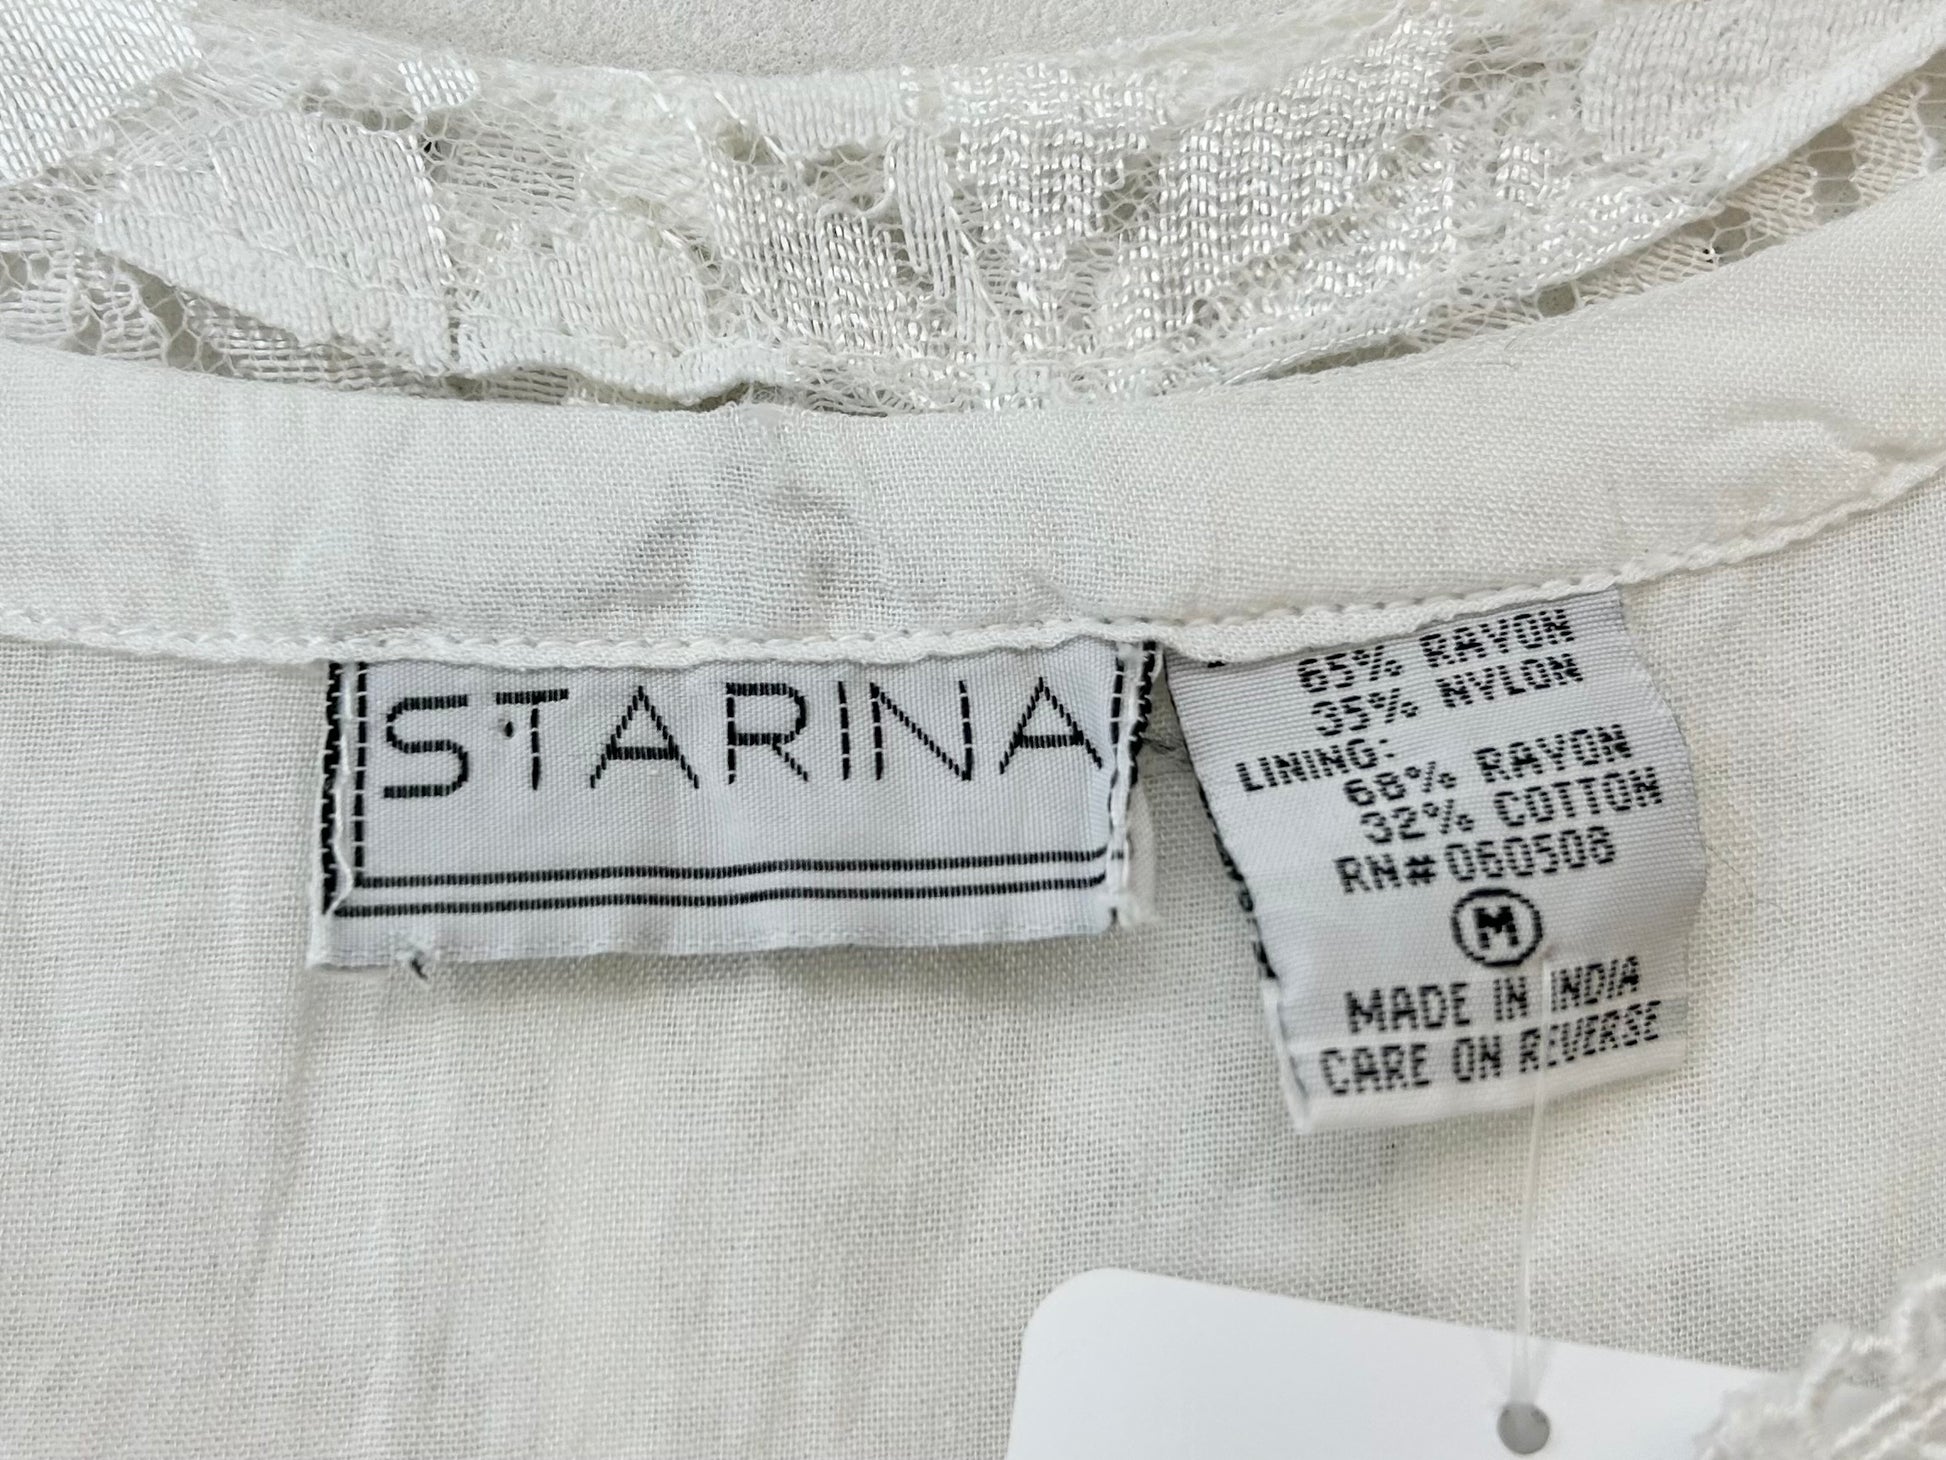 STARINA
65% RAYON
35% NYLON
LINING:
68% RAYON
32% COTTON
RN# 060508
M
MADE IN INDIA
CARE ON REVERSE